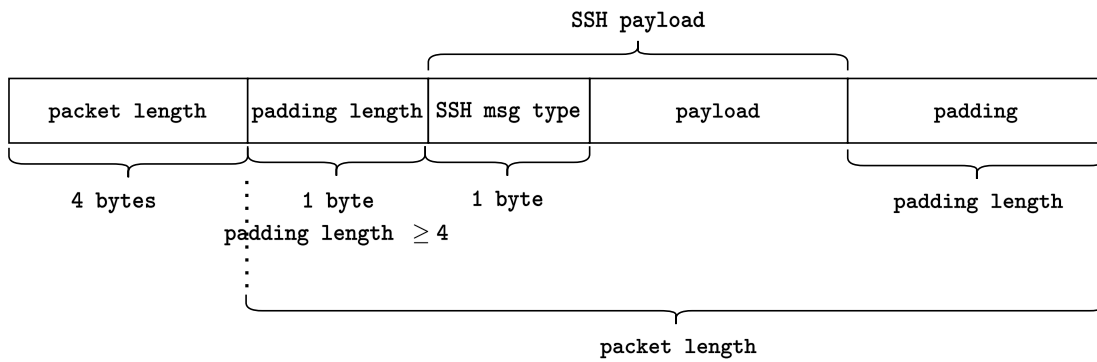 SSH payload
packet length padding length SSH msg type payload padding
4 bytes 1 byte 1 byte padding length
padding length ≥ 4
packet length